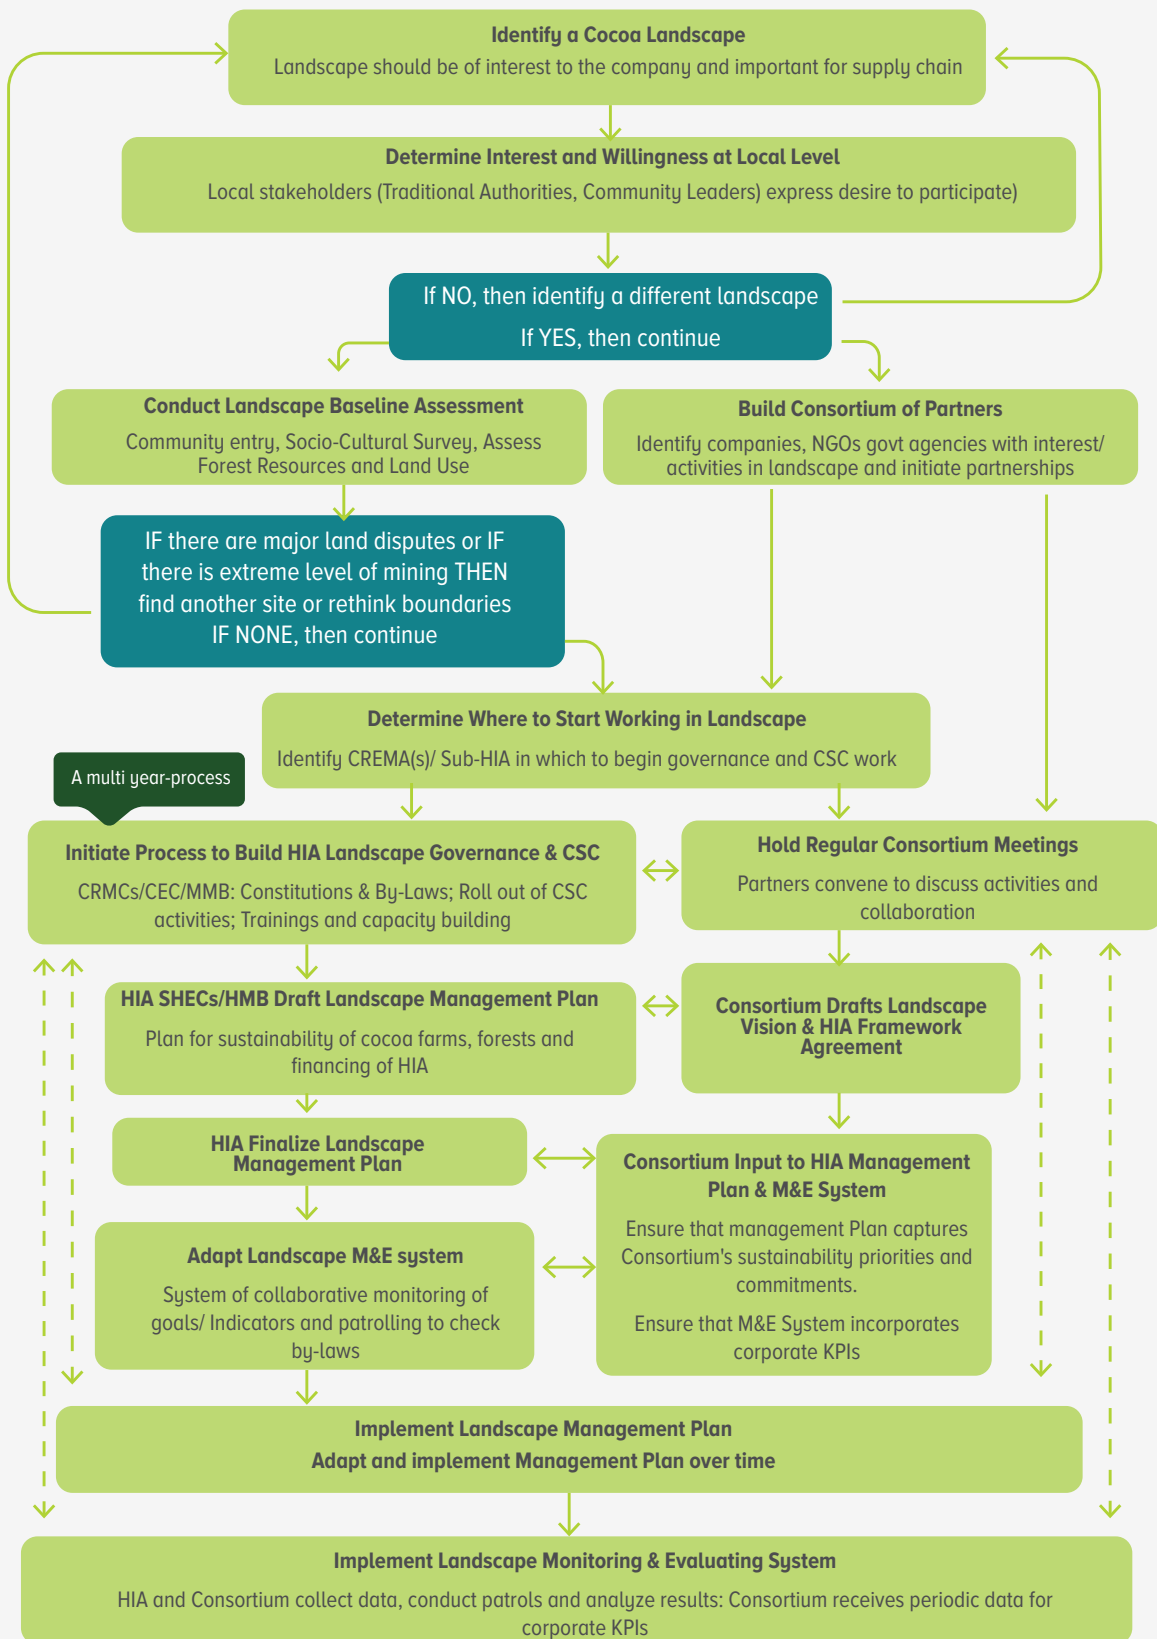 Identify a Cocoa Landscape
Landscape should be of interest to the company and important for supply chain
Determine Interest and Willingness at Local Level
Local stakeholders (Traditional Authorities, Community Leaders) express desire to participate)
If NO, then identify a different landscape
If YES, then continue
Conduct Landscape Baseline Assessment
Community entry, Socio-Cultural Survey, Assess
Forest Resources and Land Use
Build Consortium of Partners
Identify companies, NGOs govt agencies with interest/
activities in landscape and initiate partnerships
IF there are major land disputes or IF
there is extreme level of mining THEN
find another site or rethink boundaries
IF NONE, then continue
Determine Where to Start Working in Landscape
Identify CREMA(s)/ Sub-HIA in which to begin governance and CSC work
A multi year-process
Initiate Process to Build HIA Landscape Governance & CSC
CRMCs/CEC/MMB: Constitutions & By-Laws; Roll out of CSC
activities; Trainings and capacity building
Hold Regular Consortium Meetings
Partners convene to discuss activities and
collaboration
HIA SHECs/HMB Draft Landscape Management Plan
Plan for sustainability of cocoa farms, forests and
financing of HIA
Consortium Drafts Landscape
Vision & HIA Framework
Agreement
HIA Finalize Landscape
Management Plan
Consortium Input to HIA Management
Plan & M&E System
Ensure that management Plan captures
Consortium's sustainability priorities and
commitments.
Ensure that M&E System incorporates
corporate KPIs
Adapt Landscape M&E system
System of collaborative monitoring of
goals/ Indicators and patrolling to check
by-laws
Implement Landscape Management Plan
Adapt and implement Management Plan over time
Implement Landscape Monitoring & Evaluating System
HIA and Consortium collect data, conduct patrols and analyze results: Consortium receives periodic data for
corporate KPIs